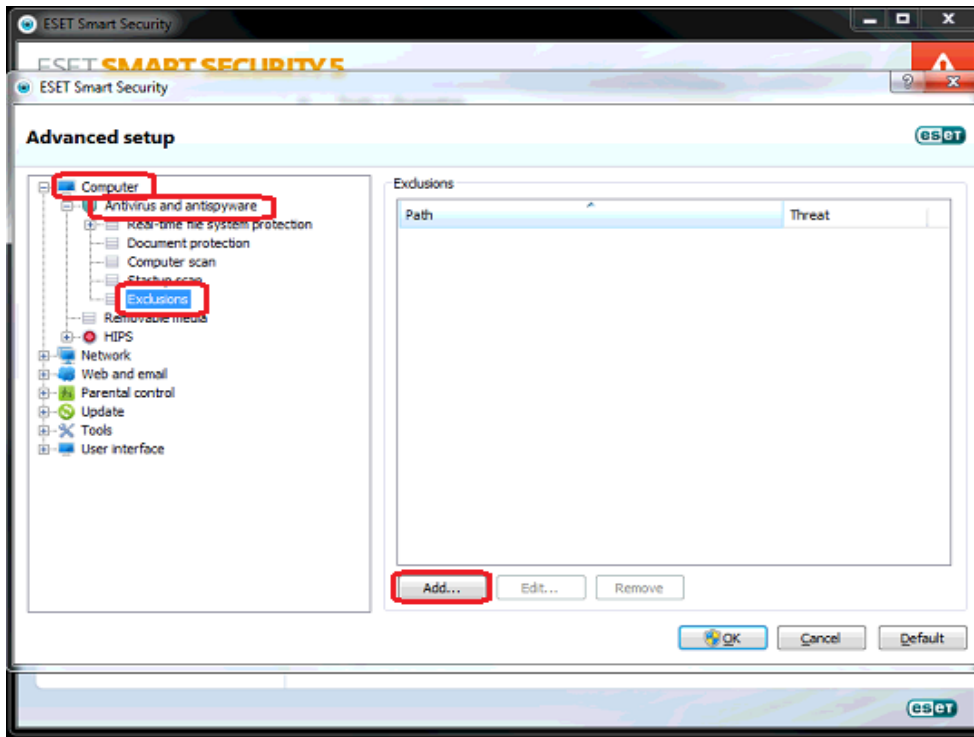 ESET Smart Security
ESET SMART SECURITY 5
ESET Smart Security
Advanced setup
eset
Computer
Antivirus and antispyware
Real-time file system protection
Document protection
Computer scan
Startup scan
Exclusions
Removable media
HIPS
Network
Web and email
Parental control
Update
Tools
User interface
Exclusions
Path Threat
Add... Edit... Remove
OK Cancel Default
eset